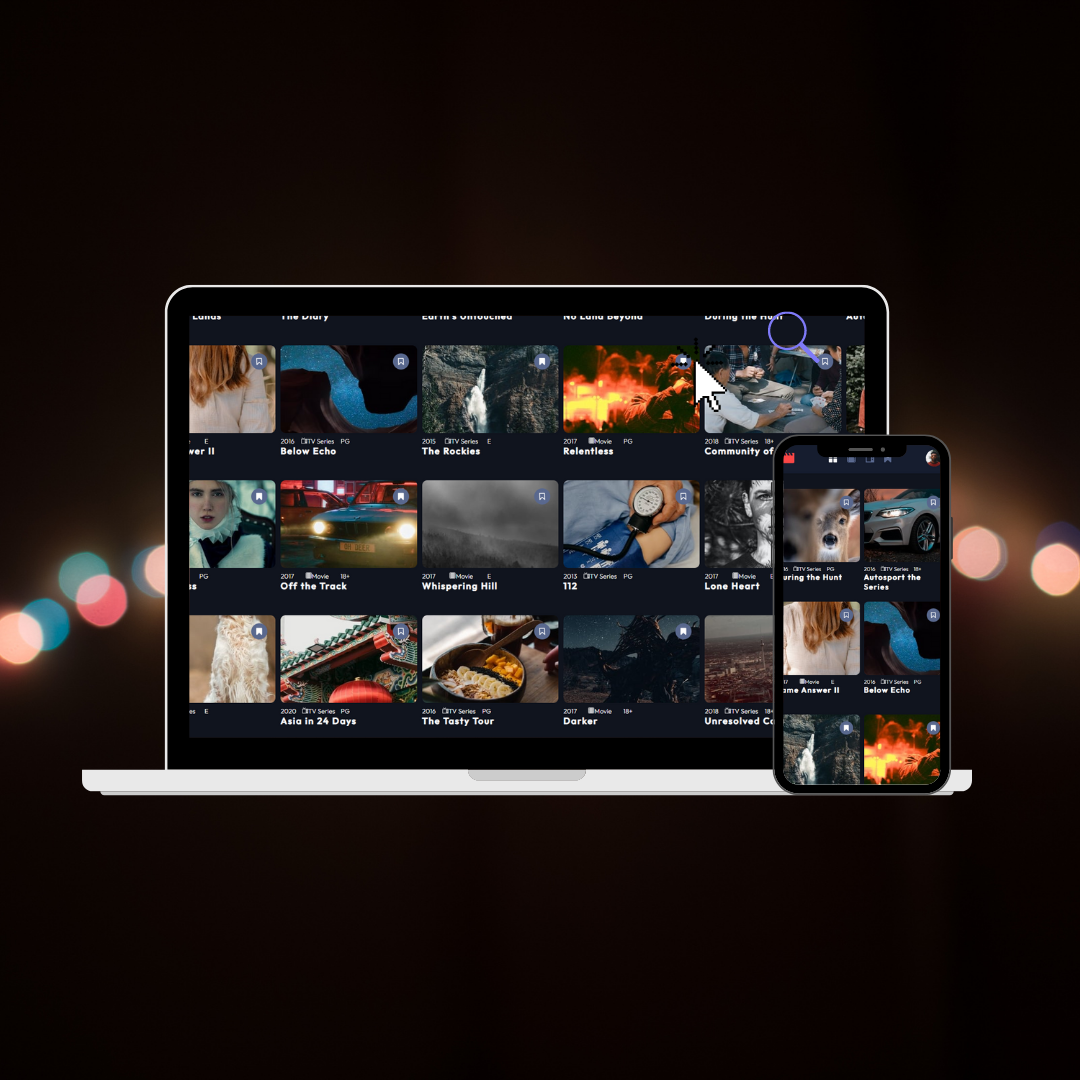 Lands The Diary Earth's Untouched No Land Beyond During the Hunt
E 2016 TV Series PG 2015 TV Series E 2017 Movie PG 2018 TV Series 18+
wer II Below Echo The Rockies Relentless Community of
PG 2017 Movie 18+ 2017 Movie E 2013 TV Series PG 2017 Movie E
ss Off the Track Whispering Hill 112 Lone Heart
es E 2020 TV Series PG 2016 TV Series PG 2017 Movie 18+ 2018 TV Series 18+
Asia in 24 Days The Tasty Tour Darker Unresolved Co
16 TV Series PG 2016 TV Series 18+
uring the Hunt Autosport the
Series
17 Movie E 2016 TV Series PG
ame Answer II Below Echo